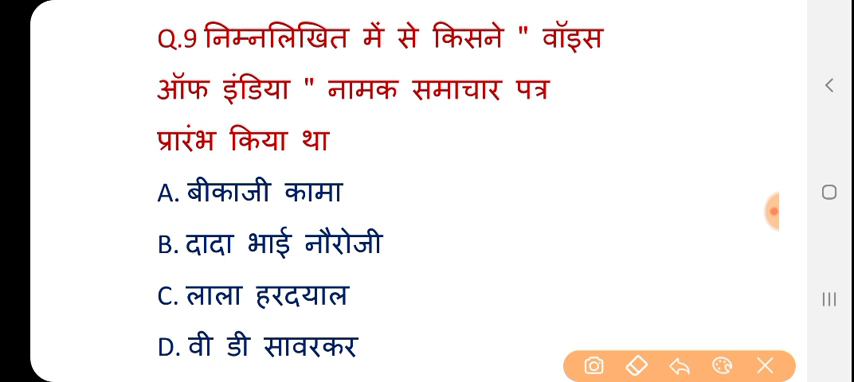 Q.9 निम्नलिखित में से किसने " वॉइस
ऑफ इंडिया " नामक समाचार पत्र
प्रारंभ किया था
A. बीकाजी कामा
B. दादा भाई नौरोजी
C. लाला हरदयाल
D. वी डी सावरकर